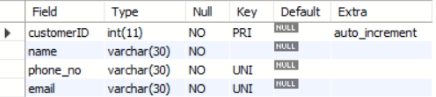 Field Type Null Key Default Extra
customerID int(11) NO PRI NULL auto_increment
name varchar(30) NO NULL
phone_no varchar(30) NO UNI NULL
email varchar(30) NO UNI NULL